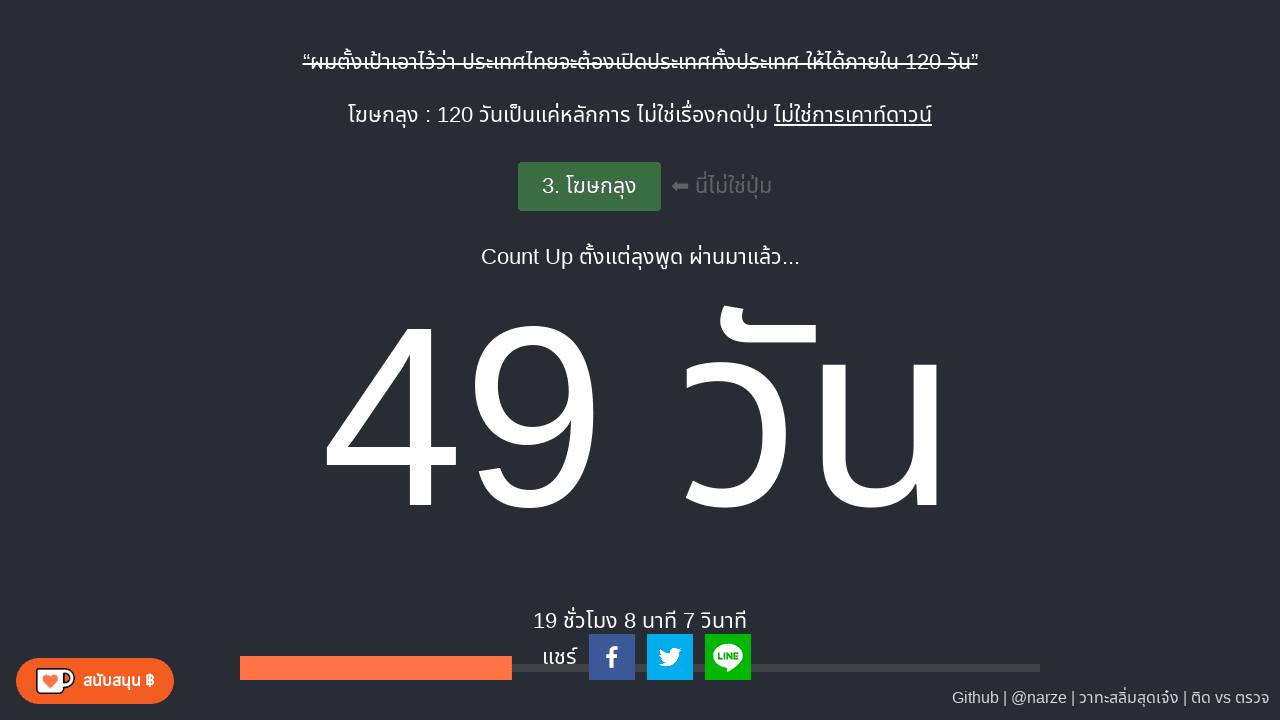 “ผมตั้งเป้าเอาไว้ว่า ประเทศไทยจะต้องเปิดประเทศทั้งประเทศ ให้ได้ภายใน 120 วัน”
โฆษกลุง : 120 วันเป็นแค่หลักการ ไม่ใช่เรื่องกดปุ่ม ไม่ใช่การเคาท์ดาวน์
3. โฆษกลุง ⬅ นี่ไม่ใช่ปุ่ม
Count Up ตั้งแต่ลุงพูด ผ่านมาแล้ว...
49 วัน
19 ชั่วโมง 8 นาที 7 วินาที
แชร์
LINE
สนับสนุน ฿
Github | @narze | วาทะสลิ่มสุดเจ๋ง | ติด vs ตรวจ